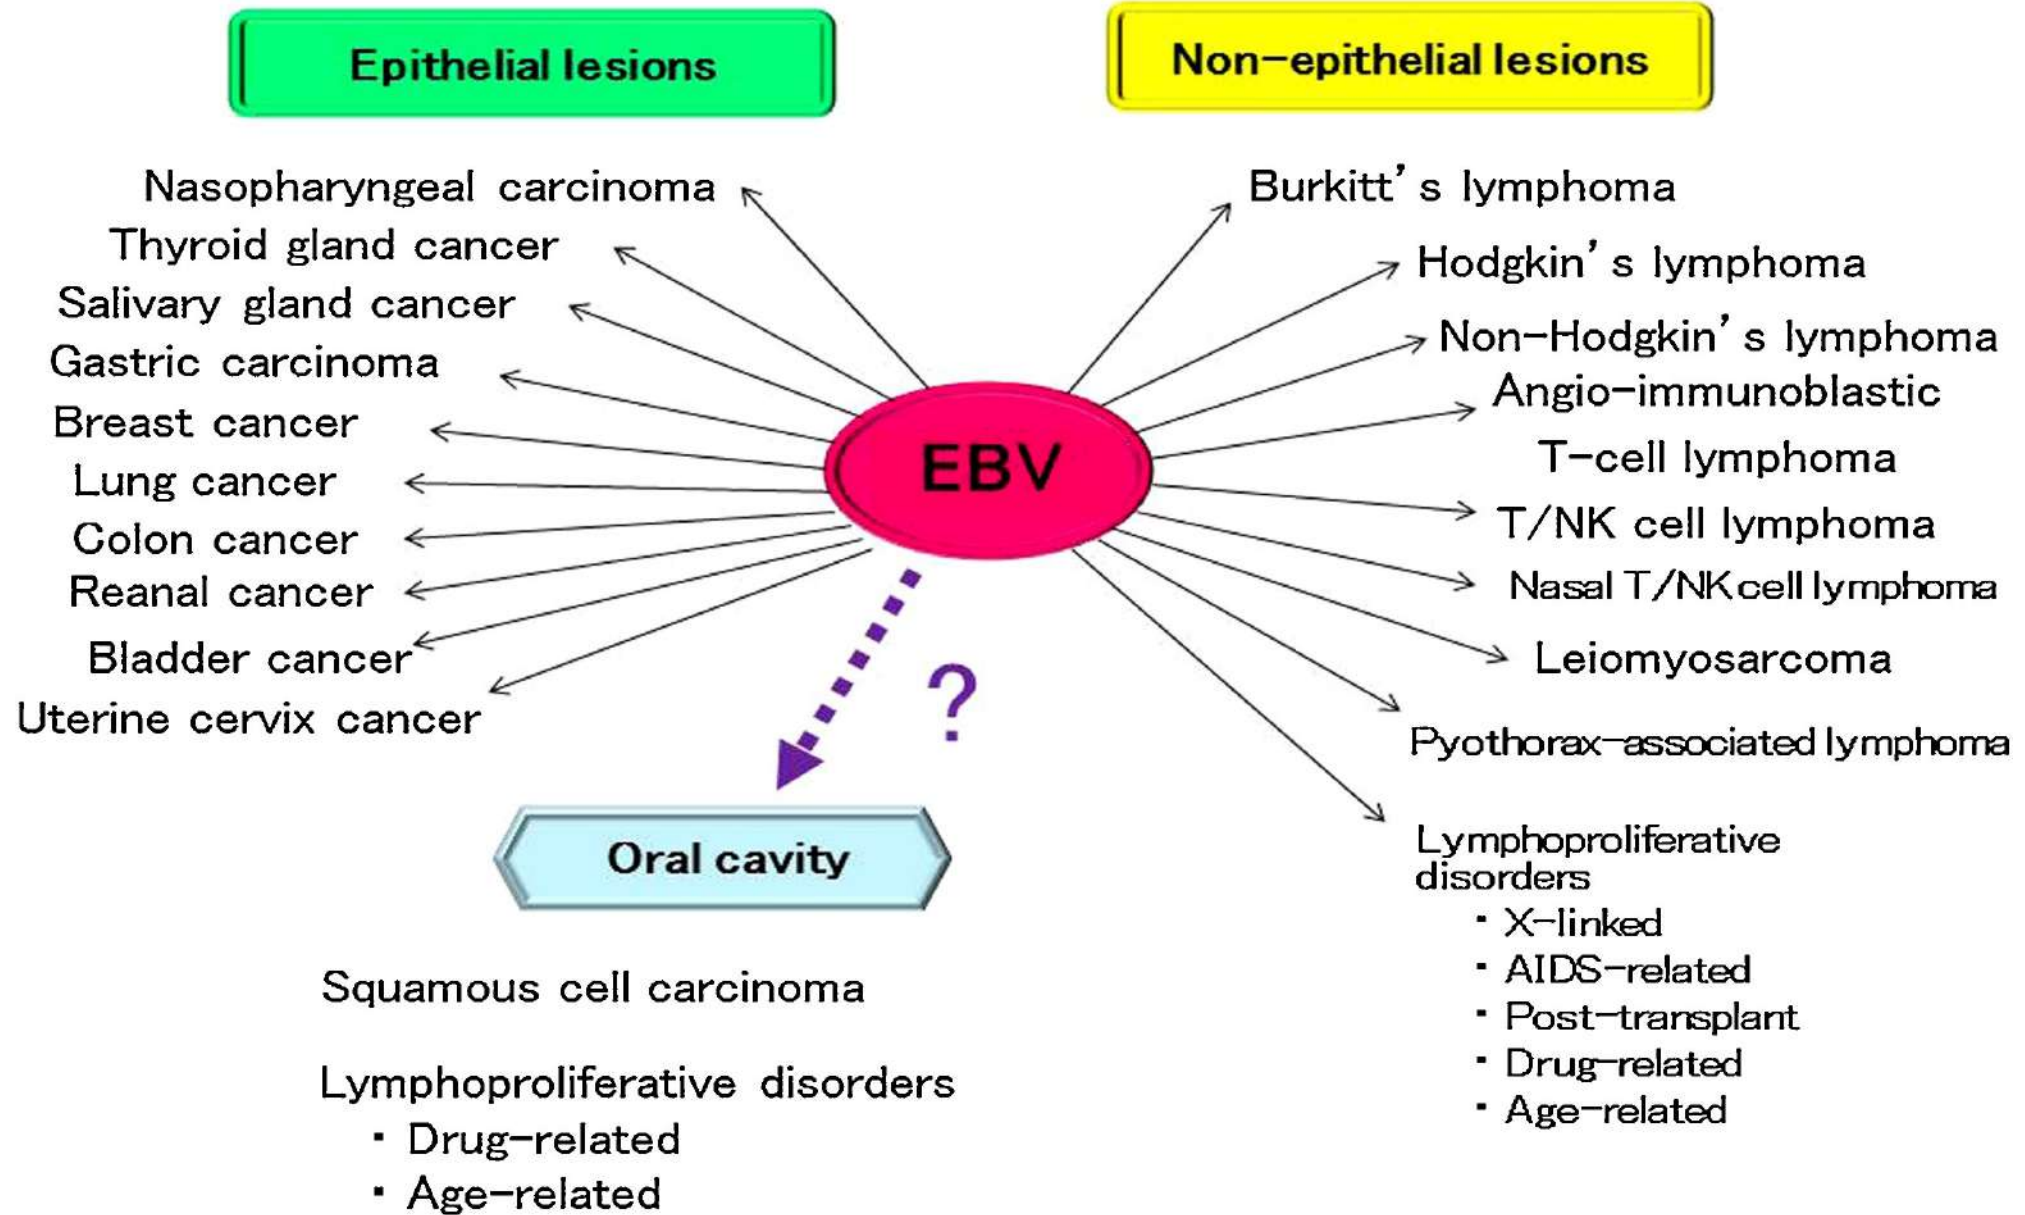 Epithelial lesions
Nasopharyngeal carcinoma
Thyroid gland cancer
Salivary gland cancer
Gastric carcinoma
Breast cancer
Lung cancer
Colon cancer
Reanal cancer
Bladder cancer
Uterine cervix cancer
EBV
?
Non-epithelial lesions
Burkitt's lymphoma
Hodgkin's lymphoma
Non-Hodgkin's lymphoma
Angio-immunoblastic
T-cell lymphoma
T/NK cell lymphoma
Nasal T/NK cell lymphoma
Leiomyosarcoma
Pyothorax-associated lymphoma
Lymphoproliferative
disorders
・X-linked
・AIDS-related
・Post-transplant
・Drug-related
・Age-related
Oral cavity
Squamous cell carcinoma
Lymphoproliferative disorders
・Drug-related
・Age-related